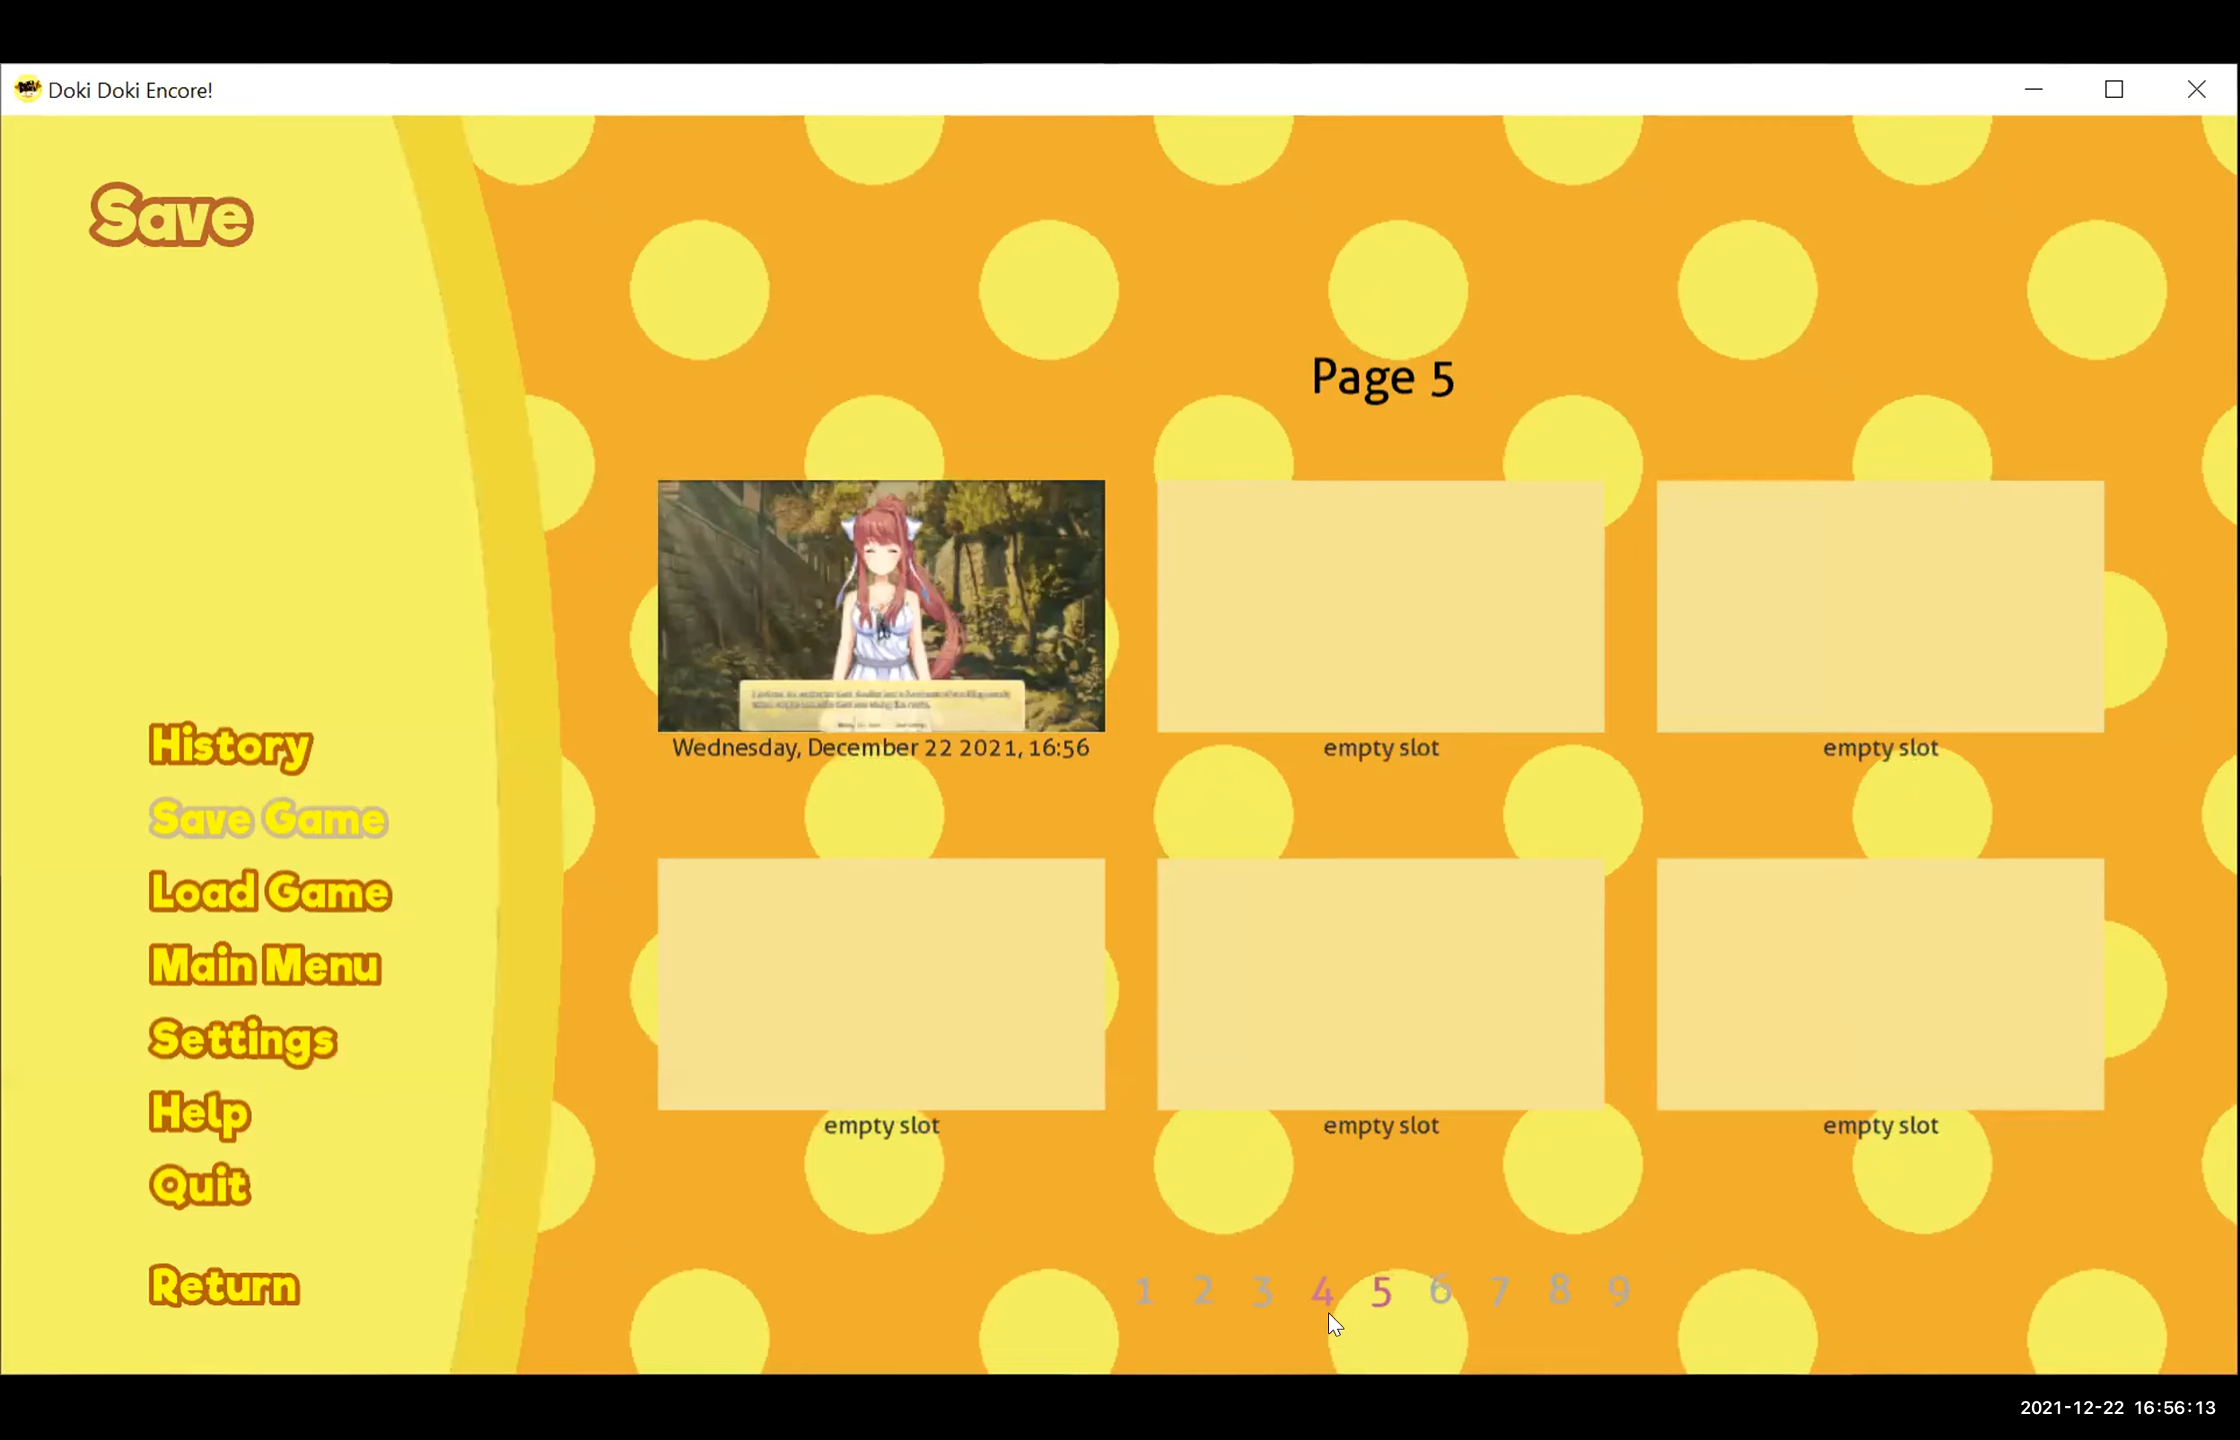 Doki Doki Encore!
Save
Page 5
Wednesday, December 22 2021, 16:56
empty slot
empty slot
empty slot
empty slot
empty slot
History
Save Game
Load Game
Main Menu
Settings
Help
Quit
Return
1 2 3 4 5 6 7 8 9
2021-12-22 16:56:13